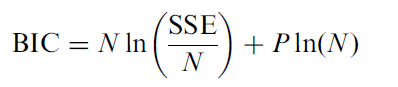 BIC = N ln(SSE/N) + P ln(N)